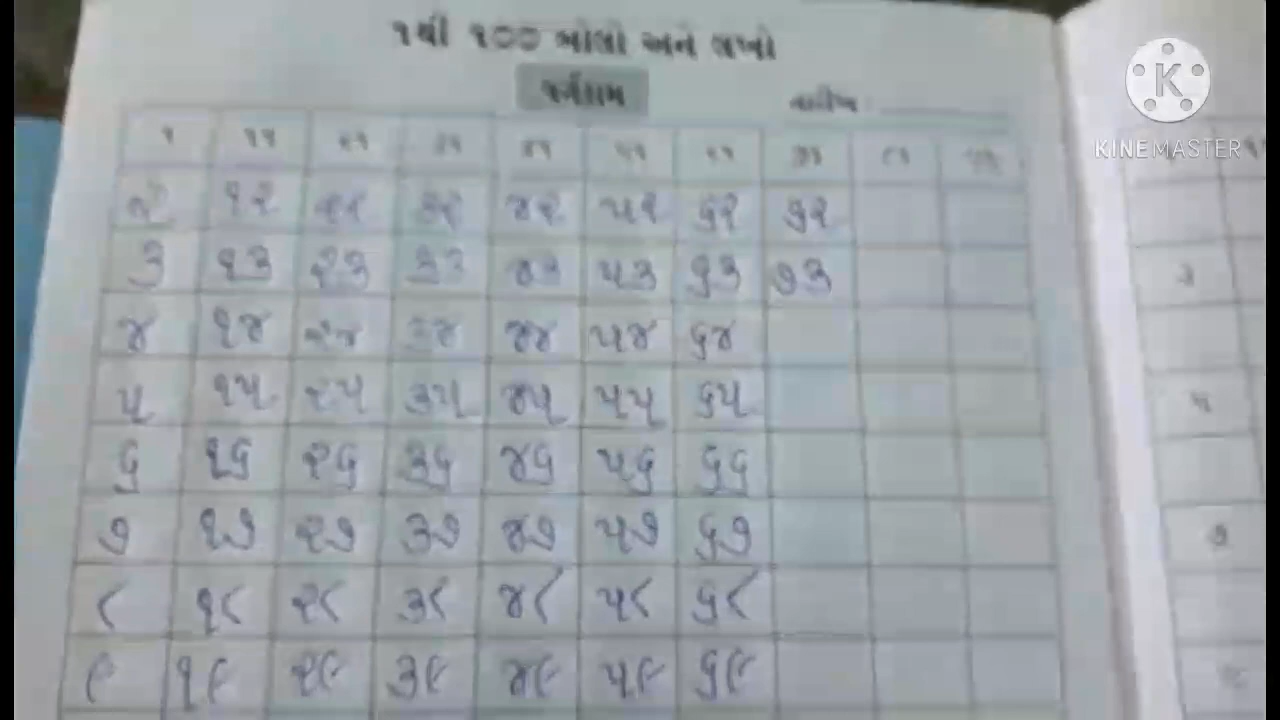 ૧થી ૧૦૦ બોલો અને લખો
વર્ગકામ
તારીખ :
KINEMASTER
૧ ૧૧ ૨૧ ૩૧ ૪૧ ૫૧ ૬૧ ૭૧ ૮૧ ૯૧
૨ ૧૨ ૨૨ ૩૨ ૪૨ ૫૨ ૬૨ ૭૨
૩ ૧૩ ૨૩ ૩૩ ૪૩ ૫૩ ૬૩ ૭૩
૪ ૧૪ ૨૪ ૩૪ ૪૪ ૫૪ ૬૪
૫ ૧૫ ૨૫ ૩૫ ૪૫ ૫૫ ૬૫
૬ ૧૬ ૨૬ ૩૬ ૪૬ ૫૬ ૬૬
૭ ૧૭ ૨૭ ૩૭ ૪૭ ૫૭ ૬૭
૮ ૧૮ ૨૮ ૩૮ ૪૮ ૫૮ ૬૮
૯ ૧૯ ૨૯ ૩૯ ૪૯ ૫૯ ૬૯